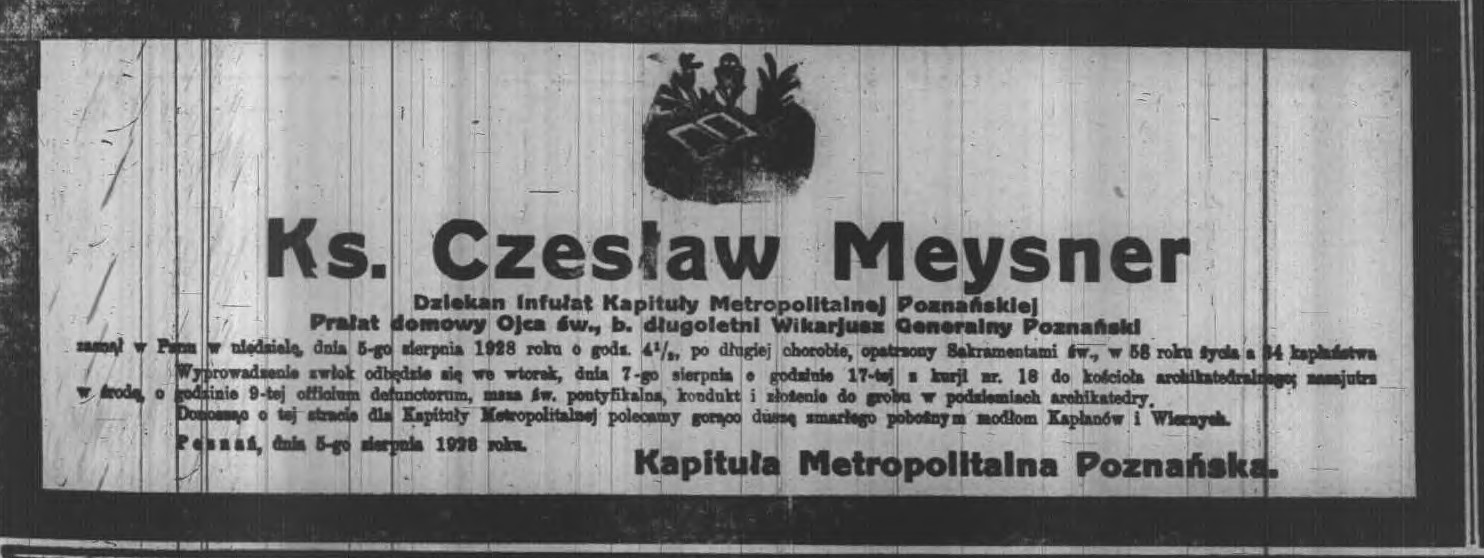 Ks. Czesław Meysner
Dziekan Infułat Kapituły Metropolitalnej Poznańskiej
Prałat domowy Ojca św., b. długoletni Wikarjusz Generalny Poznański
zasnął w Panu w niedzielę, dnia 5-go sierpnia 1928 roku o godz. 4¹/₂, po długiej chorobie, opatrzony Sakramentami św., w 58 roku życia a 34 kapłaństwa
Wyprowadzenie zwłok odbędzie się we wtorek, dnia 7-go sierpnia o godzinie 17-tej z kurji nr. 18 do kościoła archikatedralnego; nazajutrz
w środę, o godzinie 9-tej officium defunctorum, msza św. pontyfikalna, kondukt i złożenie do grobu w podziemiach archikatedry.
Donosząc o tej stracie dla Kapituły Metropolitalnej polecamy gorąco duszę zmarłego pobożnym modłom Kapłanów i Wiernych.
Poznań, dnia 5-go sierpnia 1928 roku.
Kapituła Metropolitalna Poznańska.